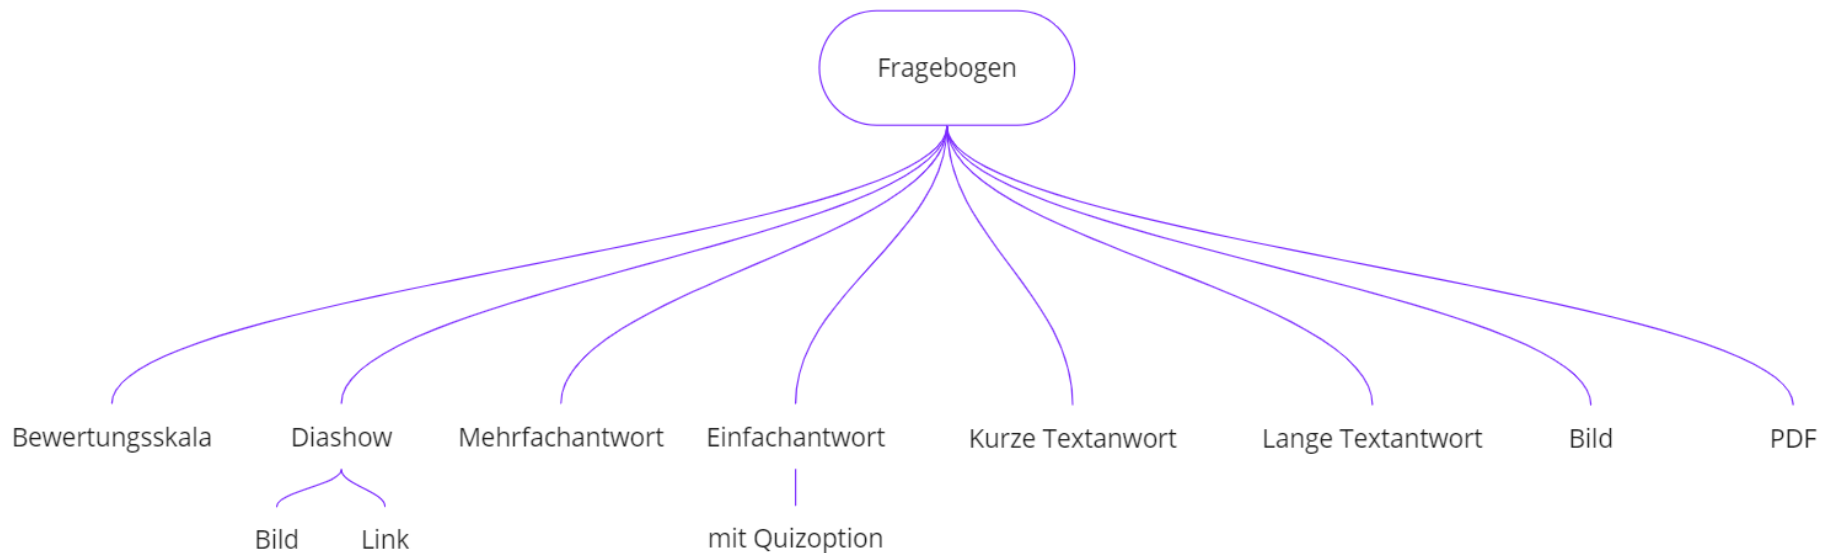 Fragebogen
Bewertungsskala
Diashow
Mehrfachantwort
Einfachantwort
Kurze Textanwort
Lange Textantwort
Bild
PDF
Bild
Link
mit Quizoption